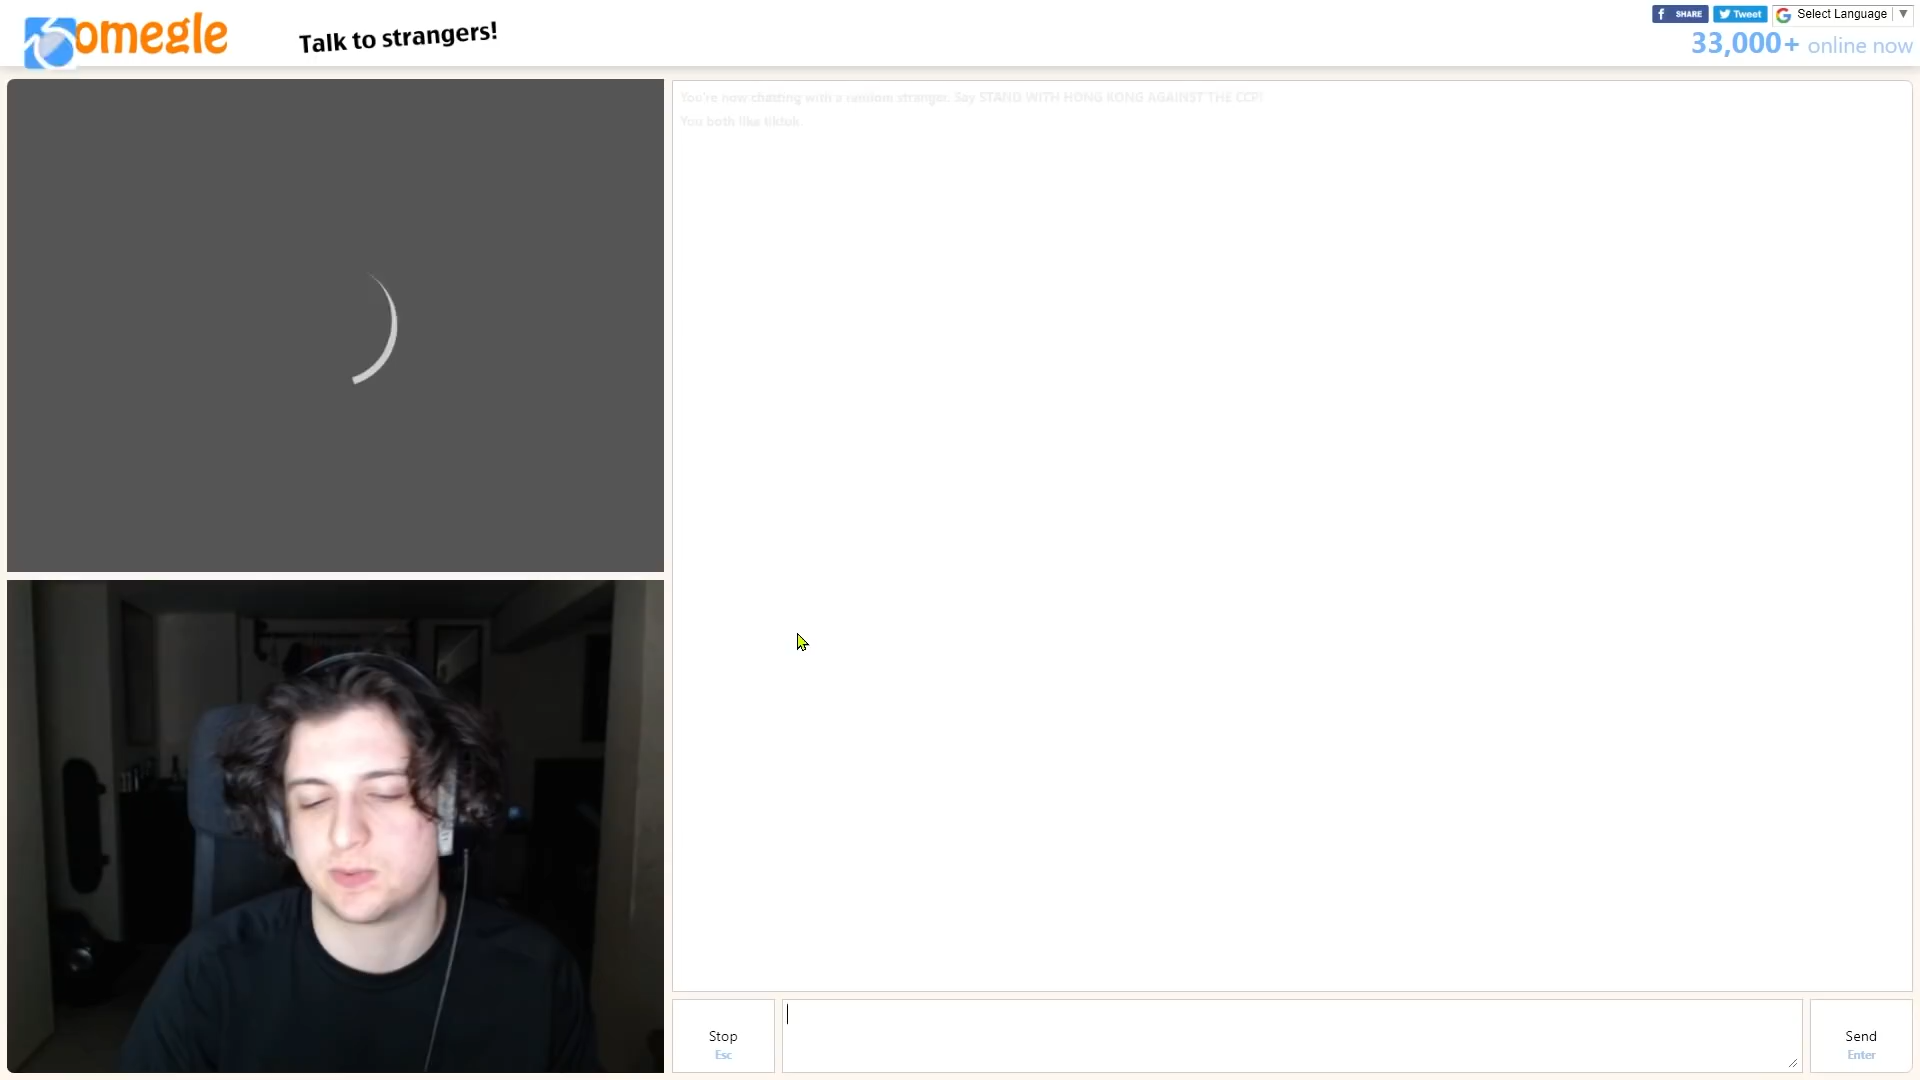 omegle
Talk to strangers!
SHARE
Tweet
Select Language
33,000+ online now
You're now chatting with a random stranger. Say STAND WITH HONG KONG AGAINST THE CCP!
You both like tiktok.
Stop
Esc
Send
Enter